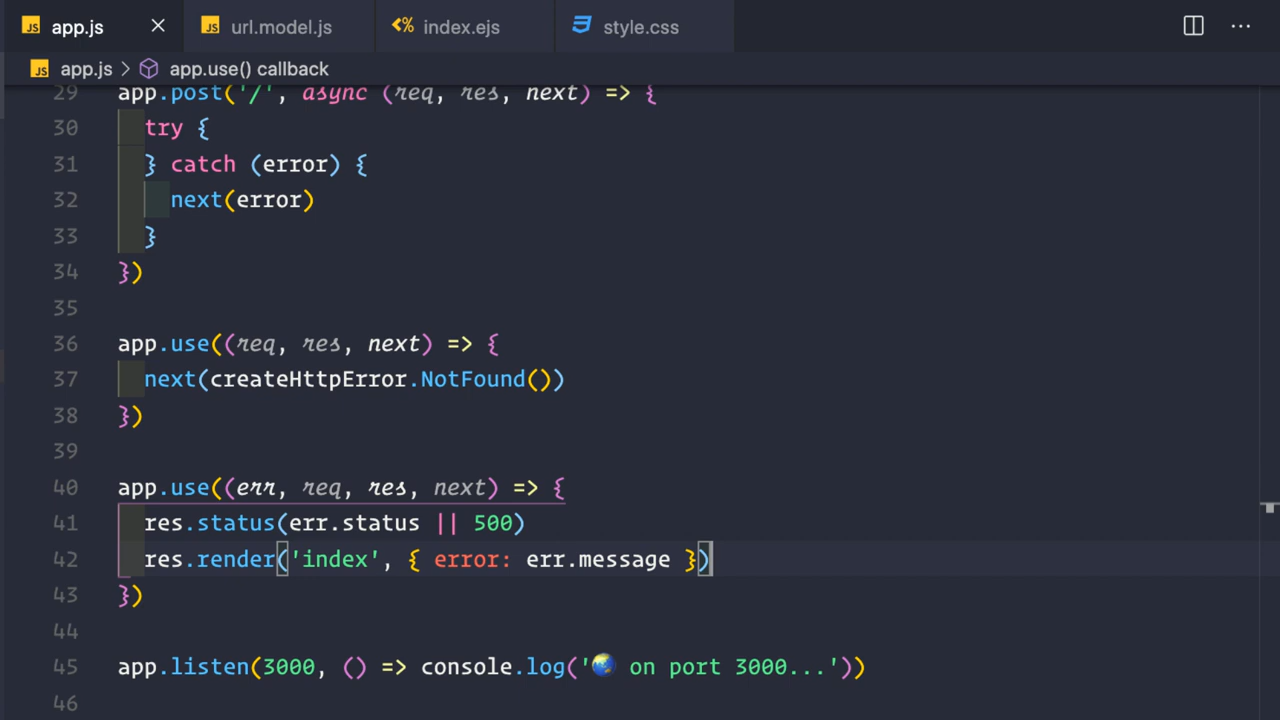 JS app.js × JS url.model.js <% index.ejs style.css ...
JS app.js > app.use() callback
29 app.post('/', async (req, res, next) => {
30 try {
31 } catch (error) {
32 next(error)
33 }
34 })
35
36 app.use((req, res, next) => {
37 next(createHttpError.NotFound())
38 })
39
40 app.use((err, req, res, next) => {
41 res.status(err.status || 500)
42 res.render('index', { error: err.message })
43 })
44
45 app.listen(3000, () => console.log('🌏 on port 3000...'))
46